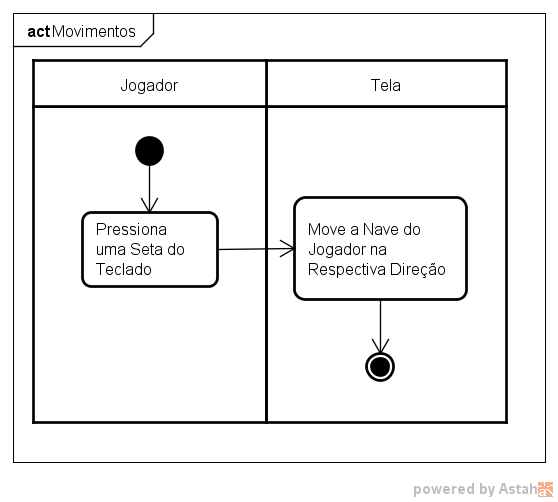 act Movimentos
Jogador
Tela
Pressiona
uma Seta do
Teclado
Move a Nave do
Jogador na
Respectiva Direção
powered by Astah